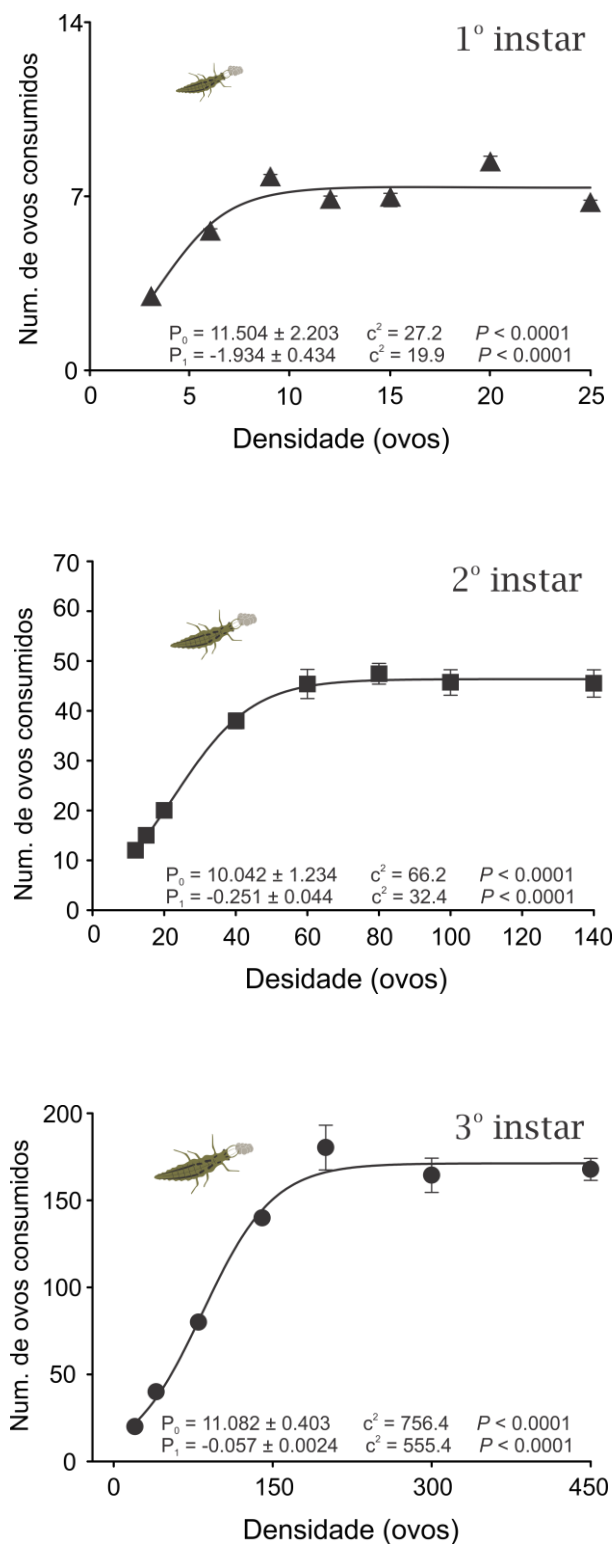 14
1º instar
7
0
Num. de ovos consumidos
P₀ = 11.504 ± 2.203 c² = 27.2 P < 0.0001
P₁ = -1.934 ± 0.434 c² = 19.9 P < 0.0001
0 5 10 15 20 25
Densidade (ovos)
70
2º instar
60
50
40
30
20
10
0
Num. de ovos consumidos
P₀ = 10.042 ± 1.234 c² = 66.2 P < 0.0001
P₁ = -0.251 ± 0.044 c² = 32.4 P < 0.0001
0 20 40 60 80 100 120 140
Desidade (ovos)
200
3º instar
150
100
50
0
Num. de ovos consumidos
P₀ = 11.082 ± 0.403 c² = 756.4 P < 0.0001
P₁ = -0.057 ± 0.0024 c² = 555.4 P < 0.0001
0 150 300 450
Densidade (ovos)